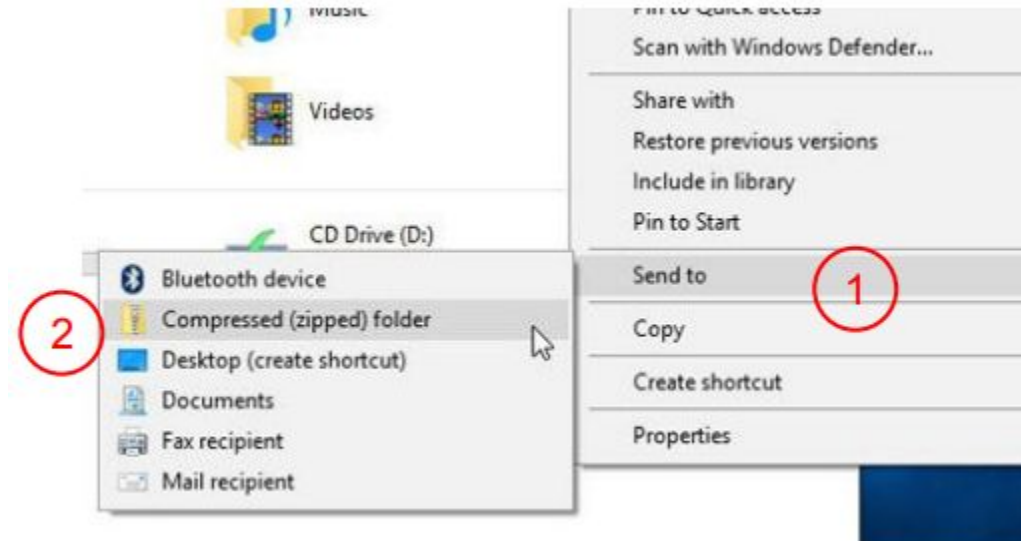 Music
Videos
CD Drive (D:)
Pin to Quick access
Scan with Windows Defender...
Share with
Restore previous versions
Include in library
Pin to Start
Send to
1
Copy
Create shortcut
Properties
Bluetooth device
2
Compressed (zipped) folder
Desktop (create shortcut)
Documents
Fax recipient
Mail recipient